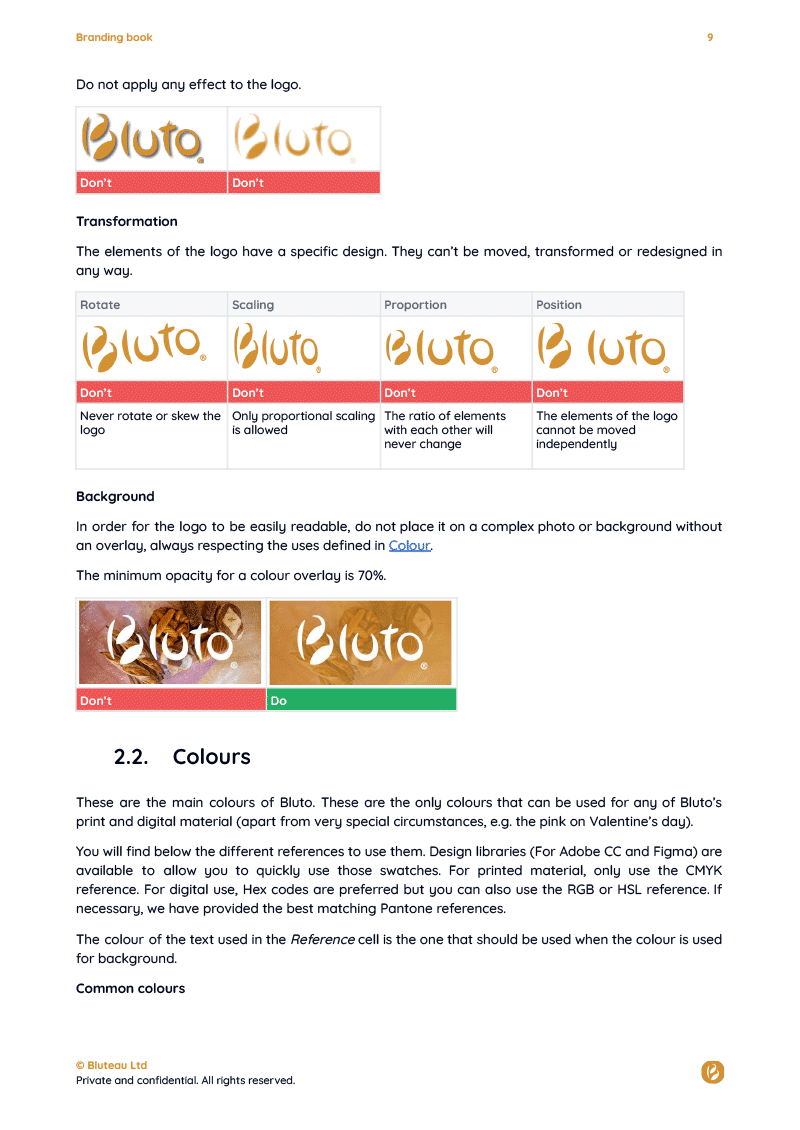 Branding book 9
Do not apply any effect to the logo.
Bluto® Bluto®
Don't Don't
Transformation
The elements of the logo have a specific design. They can't be moved, transformed or redesigned in
any way.
Rotate Scaling Proportion Position
Bluto® Bluto® Bluto® B luto®
Don't Don't Don't Don't
Never rotate or skew the Only proportional scaling The ratio of elements The elements of the logo
logo is allowed with each other will cannot be moved
never change independently
Background
In order for the logo to be easily readable, do not place it on a complex photo or background without
an overlay, always respecting the uses defined in Colour.
The minimum opacity for a colour overlay is 70%.
Bluto® Bluto®
Don't Do
2.2. Colours
These are the main colours of Bluto. These are the only colours that can be used for any of Bluto's
print and digital material (apart from very special circumstances, e.g. the pink on Valentine's day).
You will find below the different references to use them. Design libraries (For Adobe CC and Figma) are
available to allow you to quickly use those swatches. For printed material, only use the CMYK
reference. For digital use, Hex codes are preferred but you can also use the RGB or HSL reference. If
necessary, we have provided the best matching Pantone references.
The colour of the text used in the Reference cell is the one that should be used when the colour is used
for background.
Common colours
© Bluteau Ltd
Private and confidential. All rights reserved.
B